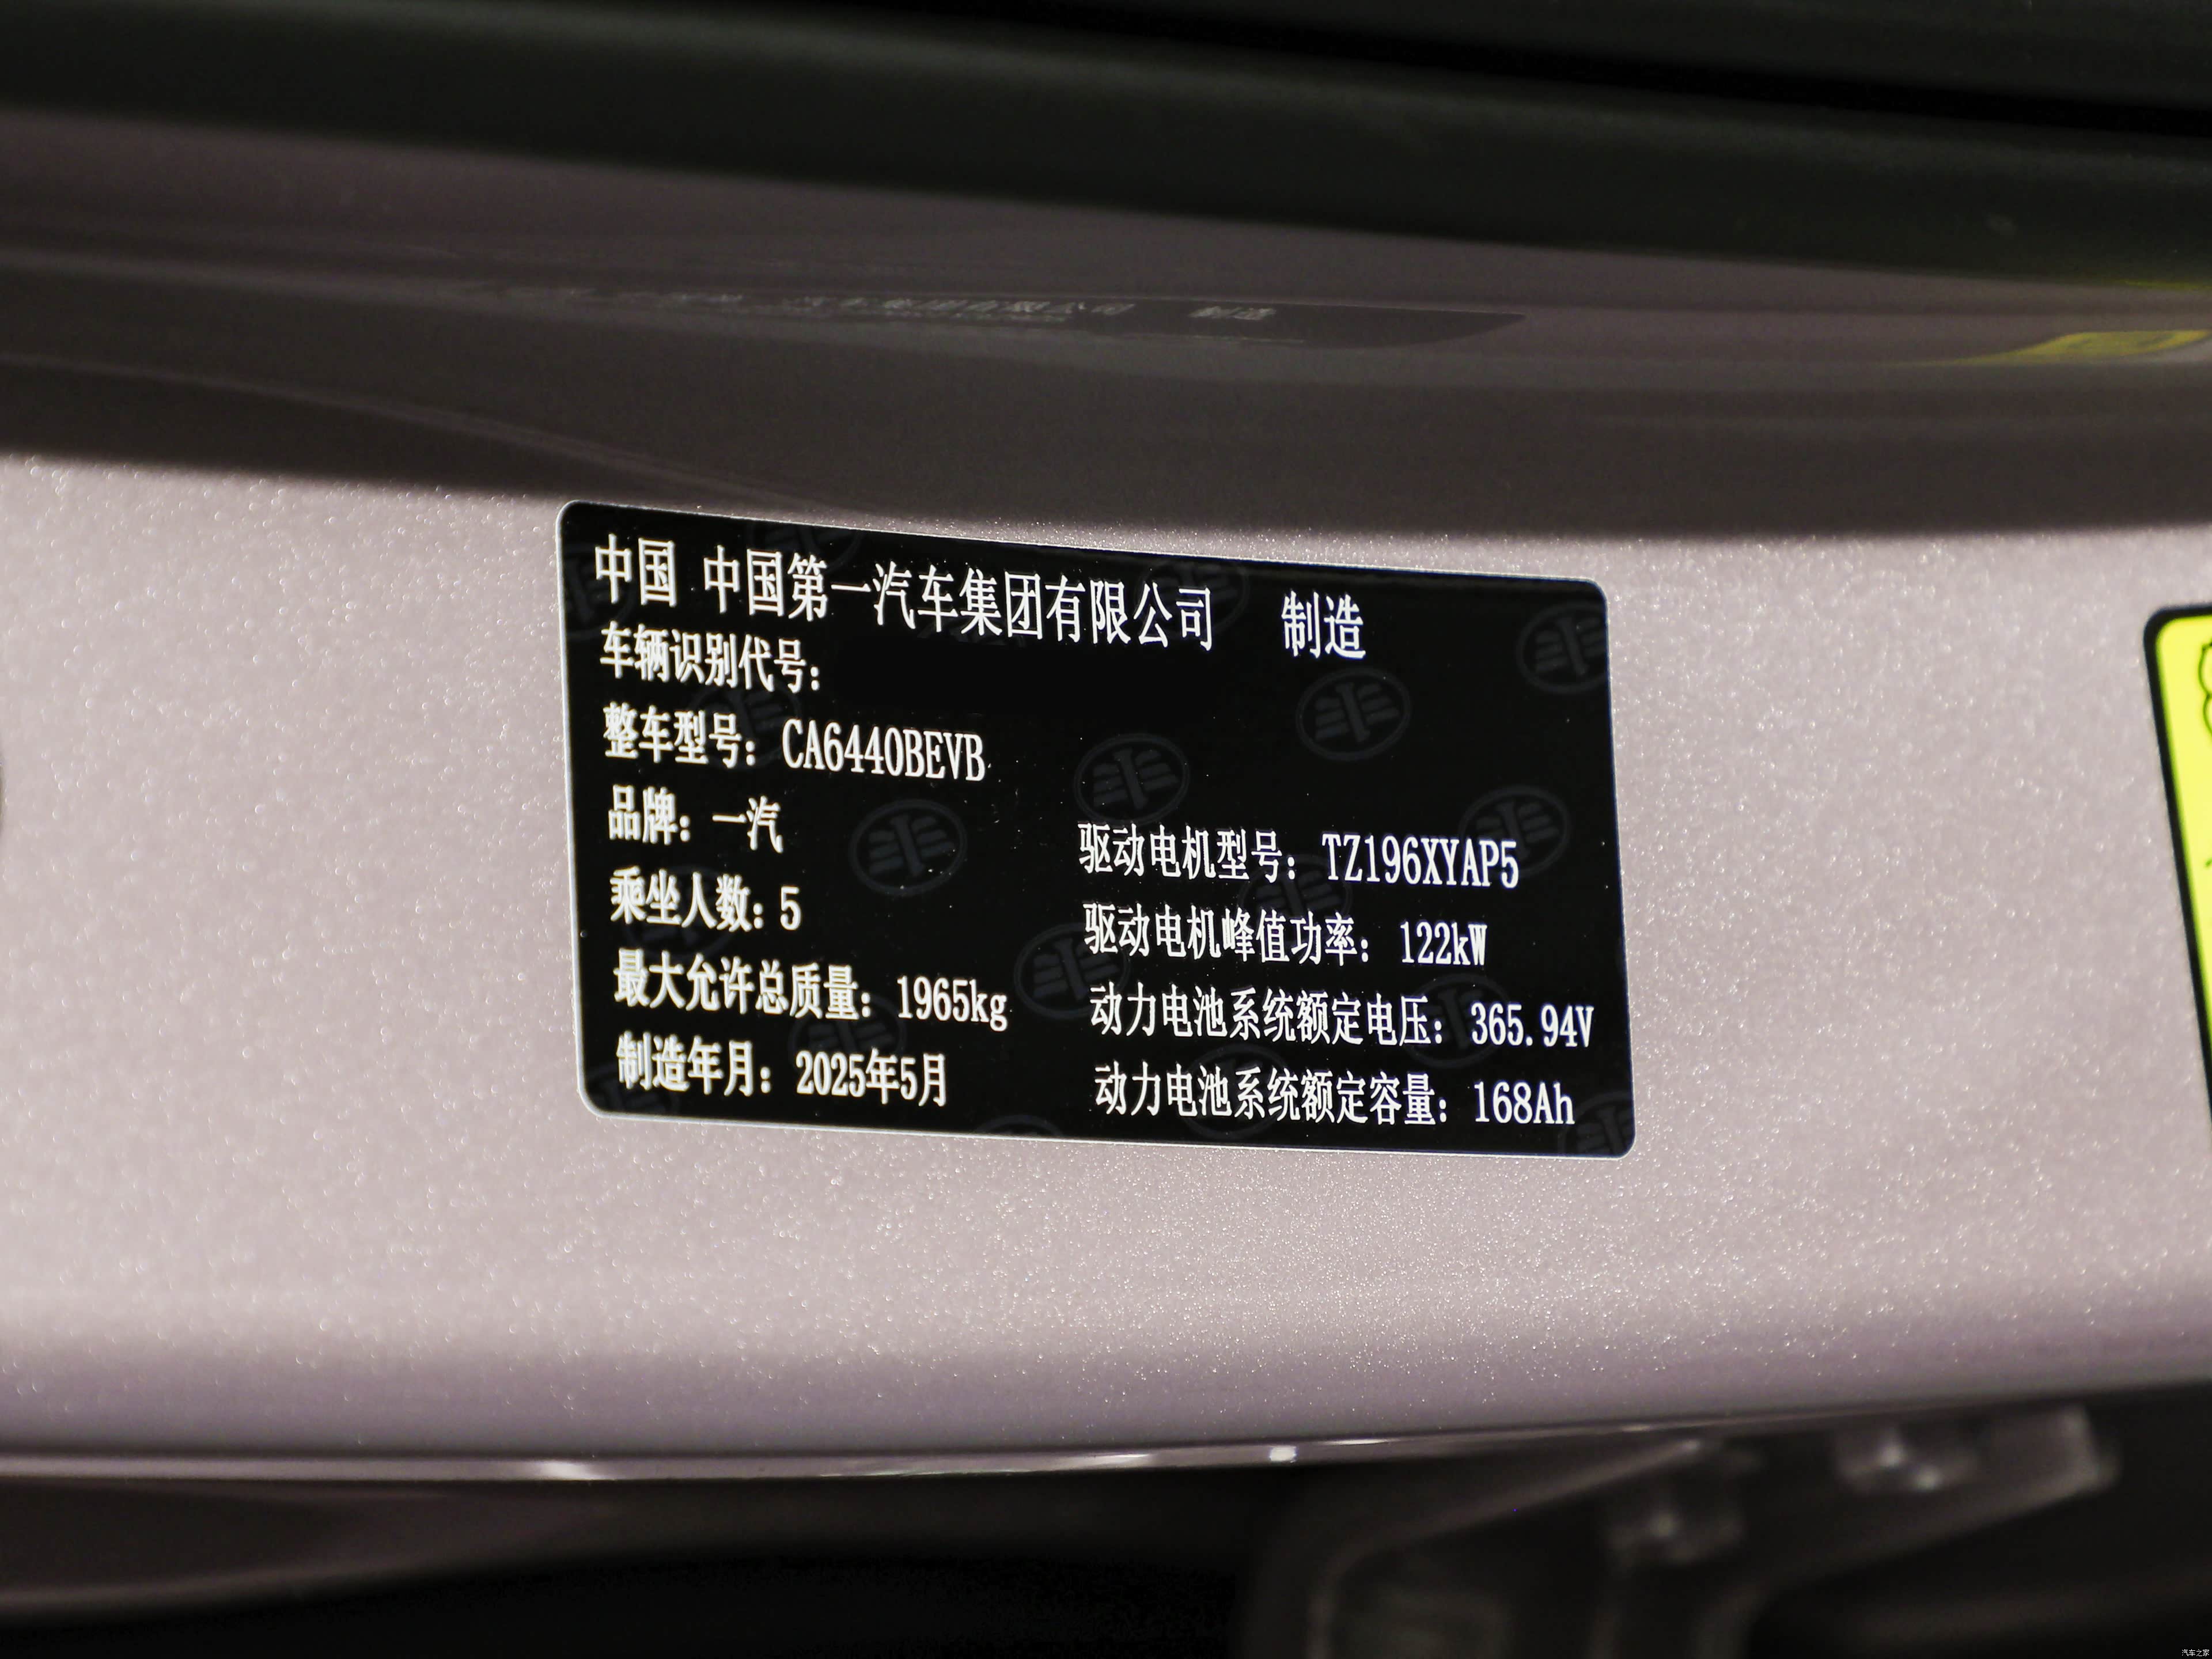 中国 中国第一汽车集团有限公司 制造
车辆识别代号:
整车型号: CA6440BEVB
品牌: 一汽
驱动电机型号: TZ196XYAP5
乘坐人数: 5
驱动电机峰值功率: 122kW
最大允许总质量: 1965kg
动力电池系统额定电压: 365.94V
制造年月: 2025年5月
动力电池系统额定容量: 168Ah
汽车之家